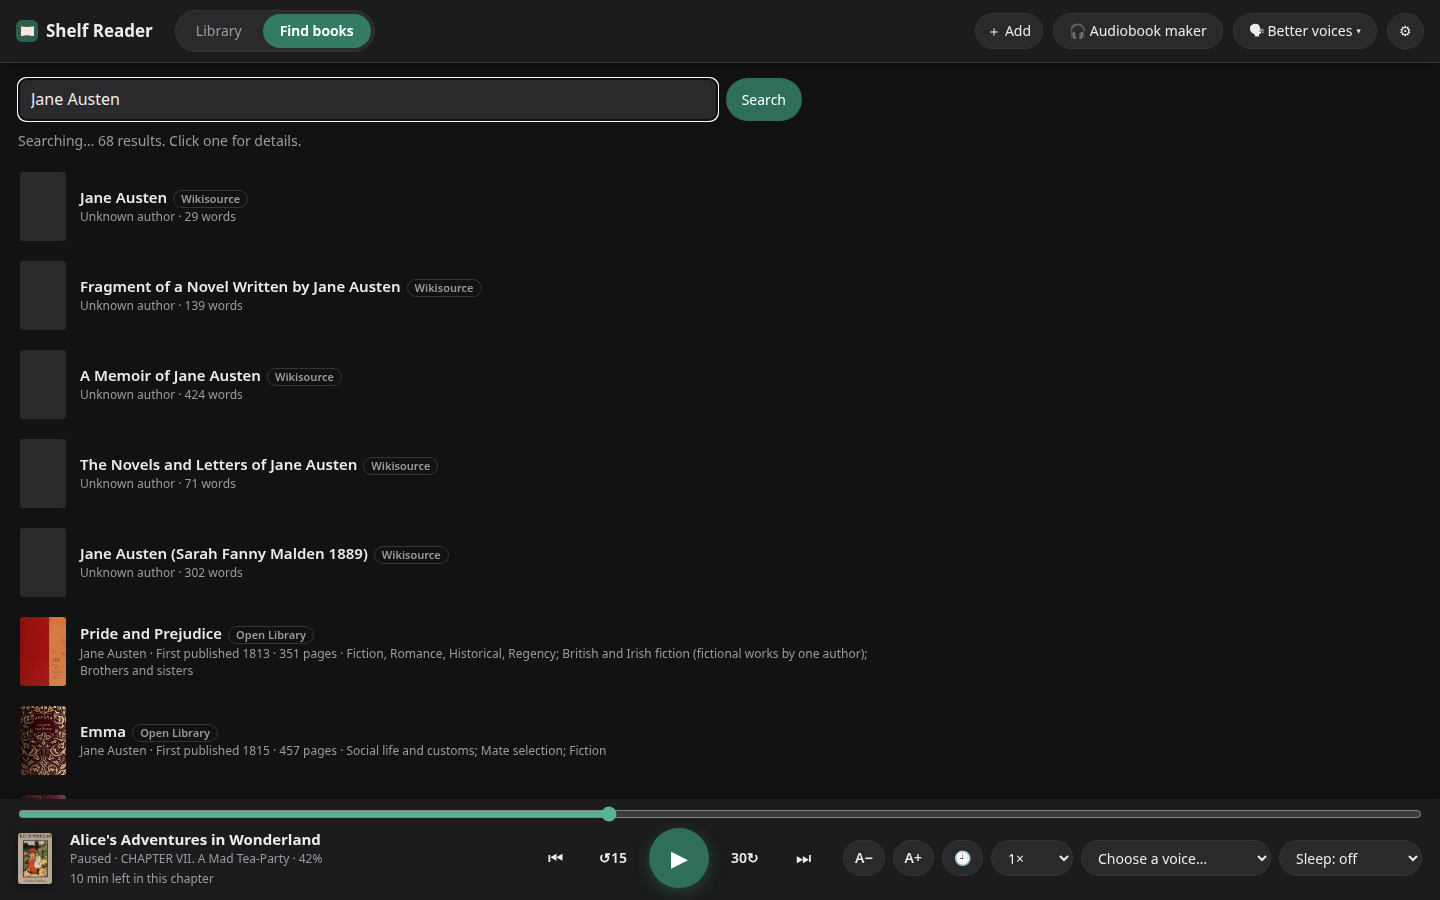 Shelf Reader
Library
Find books
+ Add
Audiobook maker
Better voices ▾
Jane Austen
Search
Searching... 68 results. Click one for details.
Jane Austen Wikisource
Unknown author · 29 words
Fragment of a Novel Written by Jane Austen Wikisource
Unknown author · 139 words
A Memoir of Jane Austen Wikisource
Unknown author · 424 words
The Novels and Letters of Jane Austen Wikisource
Unknown author · 71 words
Jane Austen (Sarah Fanny Malden 1889) Wikisource
Unknown author · 302 words
Pride and Prejudice Open Library
Jane Austen · First published 1813 · 351 pages · Fiction, Romance, Historical, Regency; British and Irish fiction (fictional works by one author);
Brothers and sisters
Emma Open Library
Jane Austen · First published 1815 · 457 pages · Social life and customs; Mate selection; Fiction
Alice's Adventures in Wonderland
Paused · CHAPTER VII. A Mad Tea-Party · 42%
10 min left in this chapter
↺15
30↻
A−
A+
1×
Choose a voice...
Sleep: off